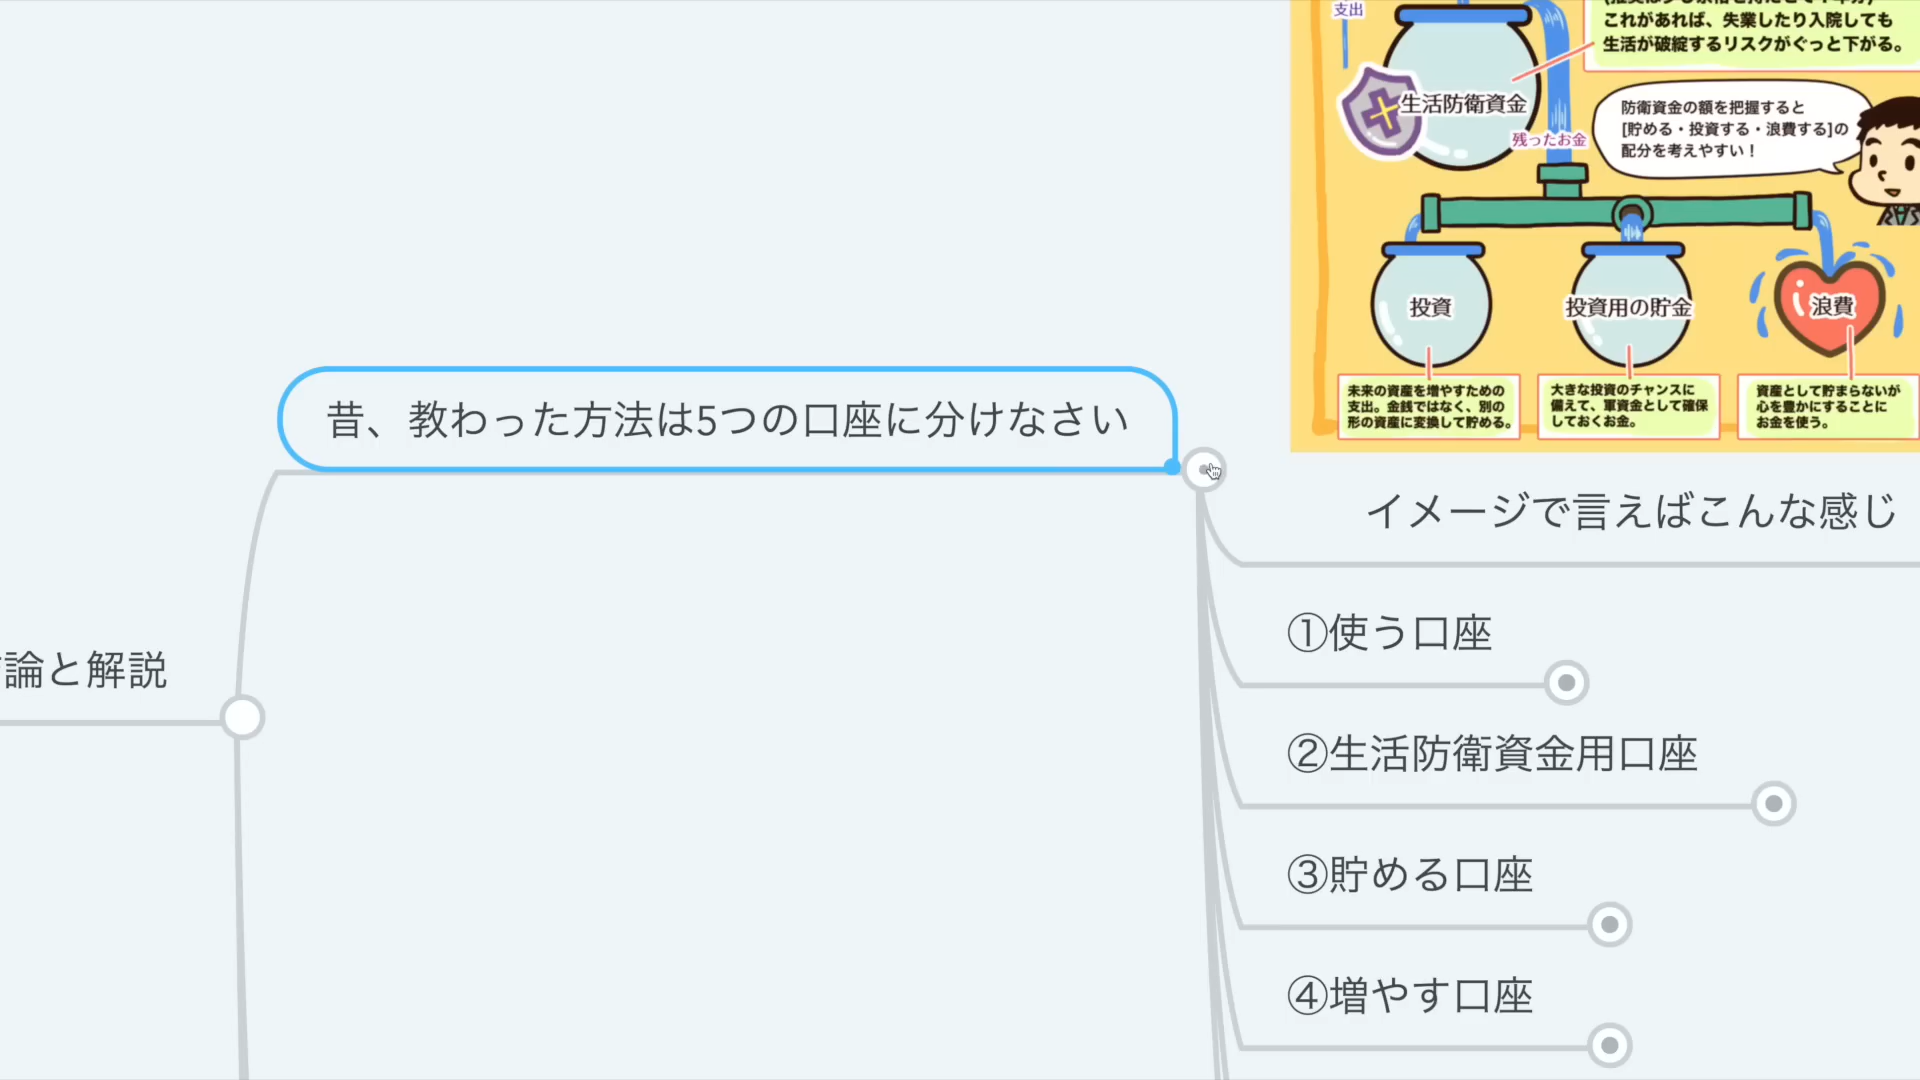 支出
これがあれば、失業したり入院しても
生活が破綻するリスクがぐっと下がる。
生活防衛資金
残ったお金
防衛資金の額を把握すると
[貯める・投資する・浪費する]の
配分を考えやすい！
投資
投資用の貯金
浪費
未来の資産を増やすための
支出。金銭ではなく、別の
形の資産に変換して貯める。
大きな投資のチャンスに
備えて、軍資金として確保
しておくお金。
資産として貯まらないが
心を豊かにすることに
お金を使う。
昔、教わった方法は5つの口座に分けなさい
イメージで言えばこんな感じ
①使う口座
論と解説
②生活防衛資金用口座
③貯める口座
④増やす口座